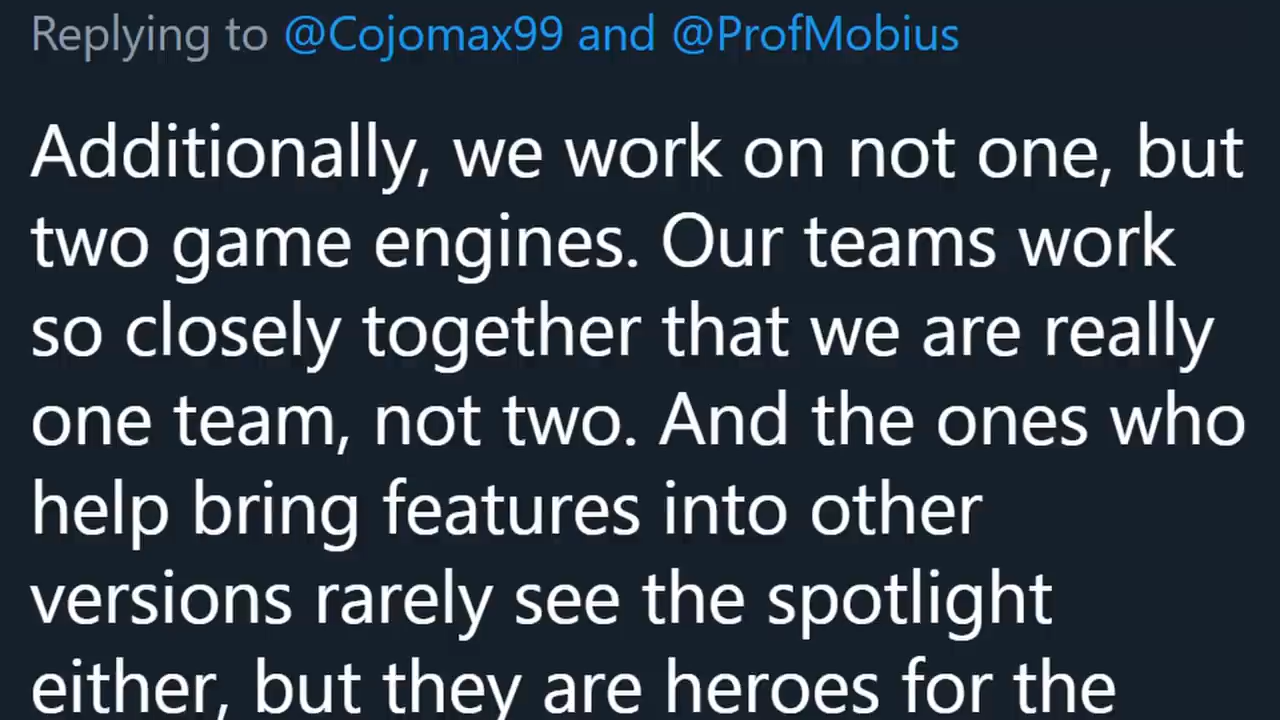 Replying to @Cojomax99 and @ProfMobius
Additionally, we work on not one, but
two game engines. Our teams work
so closely together that we are really
one team, not two. And the ones who
help bring features into other
versions rarely see the spotlight
either, but they are heroes for the